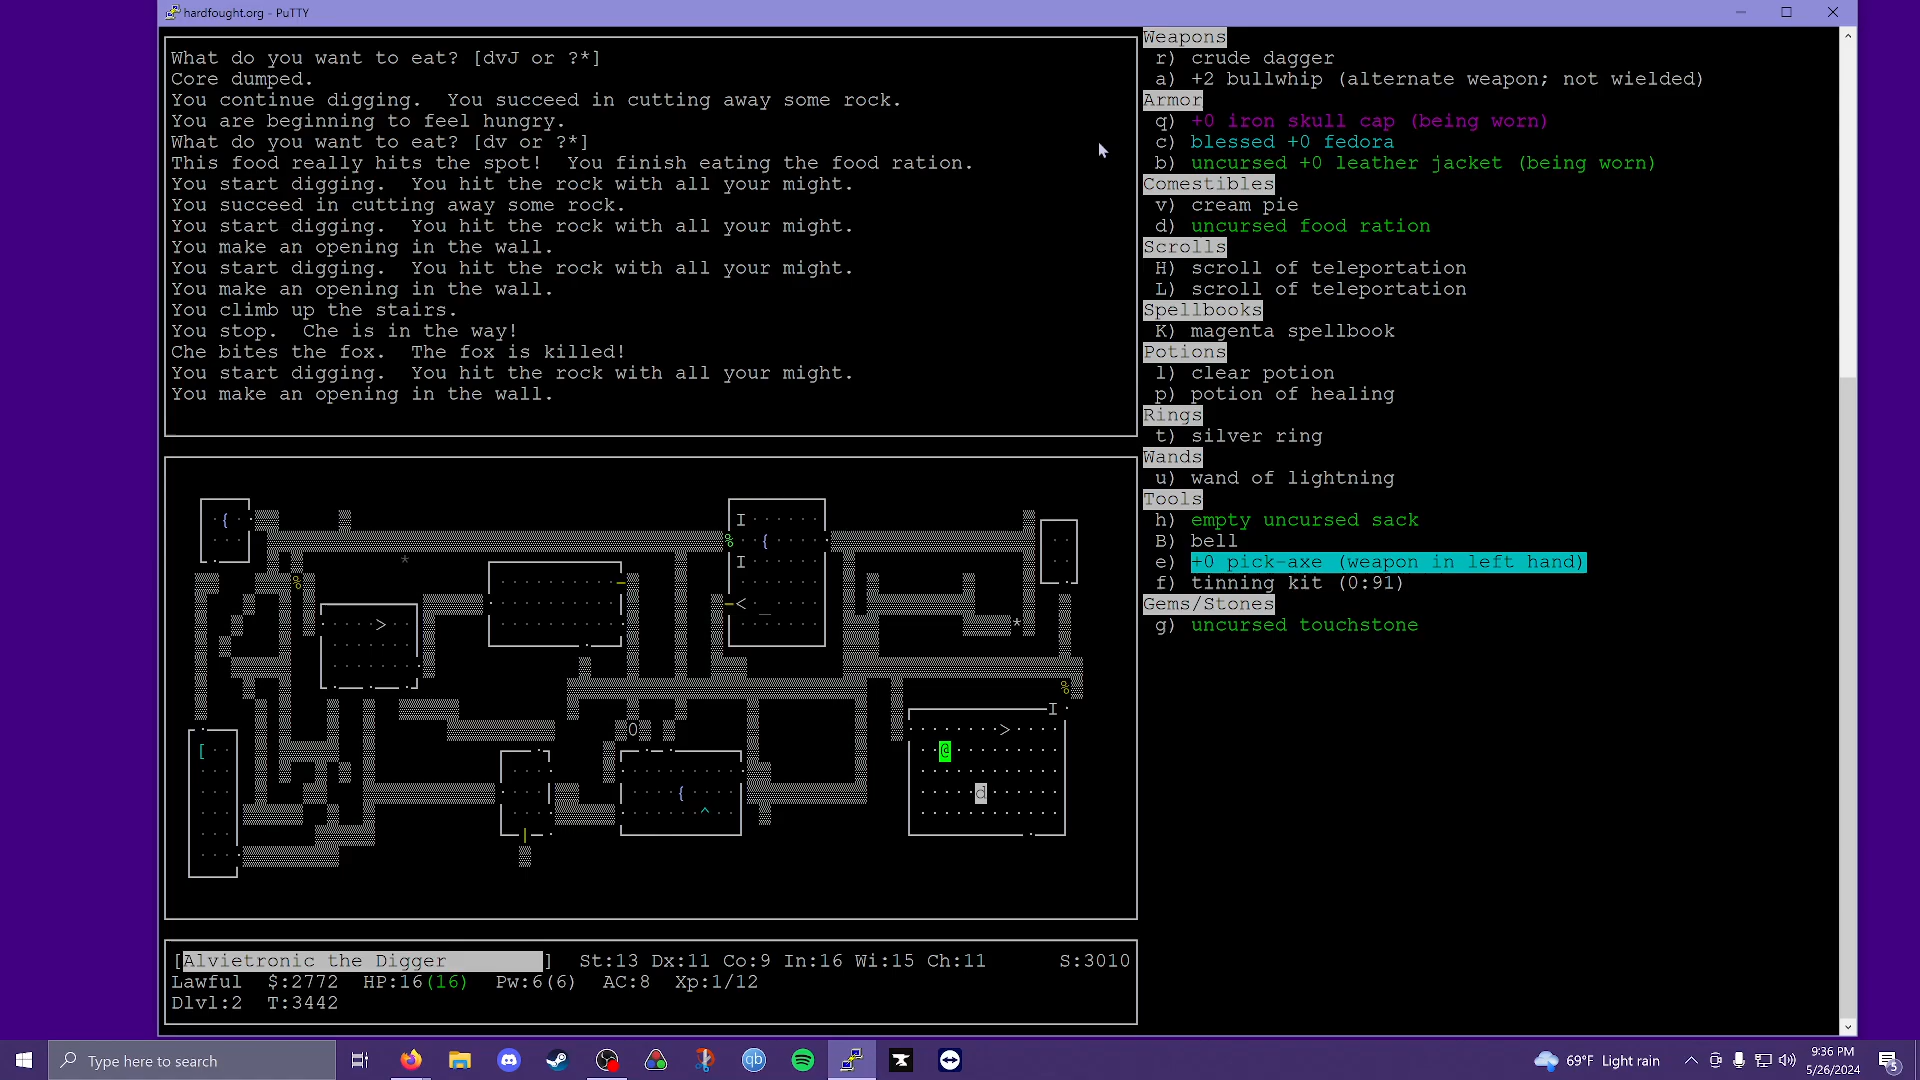 hardfought.org - PuTTY
What do you want to eat? [dvJ or ?*]
Core dumped.
You continue digging.  You succeed in cutting away some rock.
You are beginning to feel hungry.
What do you want to eat? [dv or ?*]
This food really hits the spot!  You finish eating the food ration.
You start digging.  You hit the rock with all your might.
You succeed in cutting away some rock.
You start digging.  You hit the rock with all your might.
You make an opening in the wall.
You start digging.  You hit the rock with all your might.
You make an opening in the wall.
You climb up the stairs.
You stop.  Che is in the way!
Che bites the fox.  The fox is killed!
You start digging.  You hit the rock with all your might.
You make an opening in the wall.
[Alvietronic the Digger] St:13 Dx:11 Co:9 In:16 Wi:15 Ch:11 S:3010
Lawful $:2772 HP:16(16) Pw:6(6) AC:8 Xp:1/12
Dlvl:2 T:3442
Weapons
r) crude dagger
a) +2 bullwhip (alternate weapon; not wielded)
Armor
q) +0 iron skull cap (being worn)
c) blessed +0 fedora
b) uncursed +0 leather jacket (being worn)
Comestibles
v) cream pie
d) uncursed food ration
Scrolls
H) scroll of teleportation
L) scroll of teleportation
Spellbooks
K) magenta spellbook
Potions
l) clear potion
p) potion of healing
Rings
t) silver ring
Wands
u) wand of lightning
Tools
h) empty uncursed sack
B) bell
e) +0 pick-axe (weapon in left hand)
f) tinning kit (0:91)
Gems/Stones
g) uncursed touchstone
Type here to search
69°F Light rain
9:36 PM
5/26/2024
5